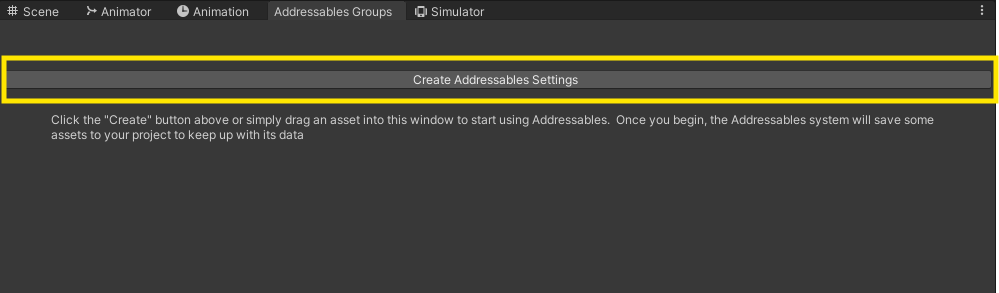 Scene Animator Animation Addressables Groups Simulator
Create Addressables Settings
Click the "Create" button above or simply drag an asset into this window to start using Addressables.  Once you begin, the Addressables system will save some
assets to your project to keep up with its data